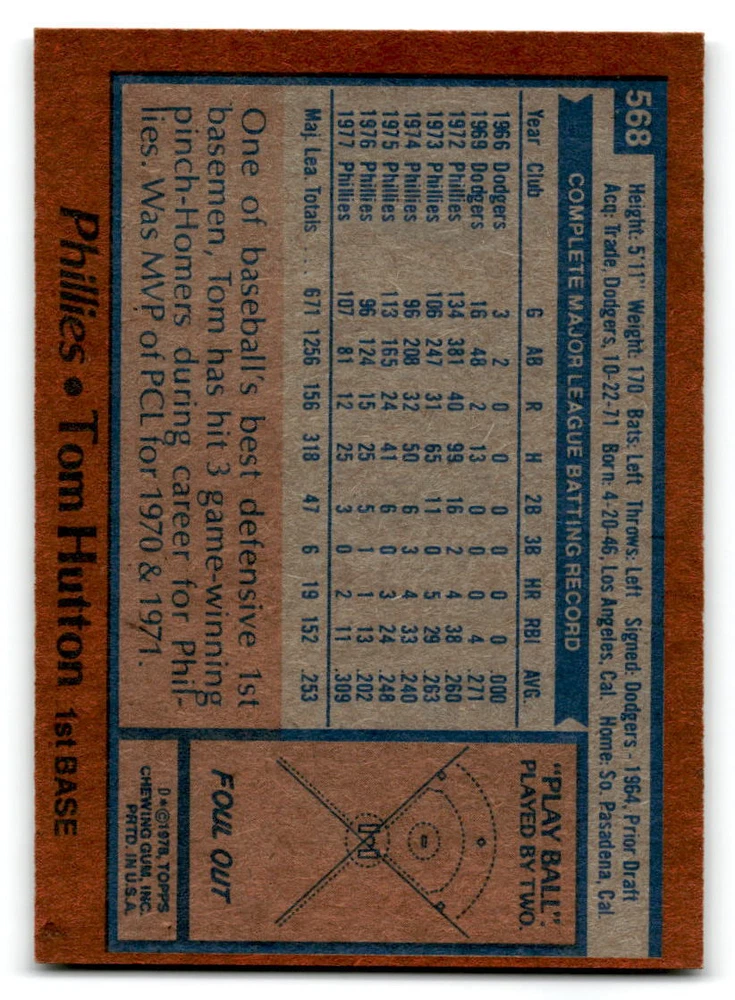 568
Height: 5'11" Weight: 170 Bats: Left Throws: Left Signed: Dodgers - 1964, Prior Draft
Acq: Trade, Dodgers, 10-22-71 Born: 4-20-46, Los Angeles, Cal. Home: So. Pasadena, Cal.
COMPLETE MAJOR LEAGUE BATTING RECORD
Year Club G AB R H 2B 3B HR RBI AVG.
1966 Dodgers 3 2 0 0 0 0 0 0 .000
1969 Dodgers 16 48 2 13 0 0 0 4 .271
1972 Phillies 134 381 40 99 16 2 4 38 .260
1973 Phillies 106 247 31 65 11 0 5 29 .263
1974 Phillies 96 208 32 50 6 3 4 33 .240
1975 Phillies 113 165 24 41 6 0 3 24 .248
1976 Phillies 96 124 15 25 5 1 1 13 .202
1977 Phillies 107 81 12 25 3 0 2 11 .309
Maj. Lea. Totals . . . 671 1256 156 318 47 6 19 152 .253
One of baseball's best defensive 1st
basemen, Tom has hit 3 game-winning
pinch-Homers during career for Phil-
lies. Was MVP of PCL for 1970 & 1971.
"PLAY BALL"
PLAYED BY TWO.
FOUL OUT
D*©1978, TOPPS
CHEWING GUM, INC.
PRTD. IN U.S.A.
Phillies • Tom Hutton 1st BASE